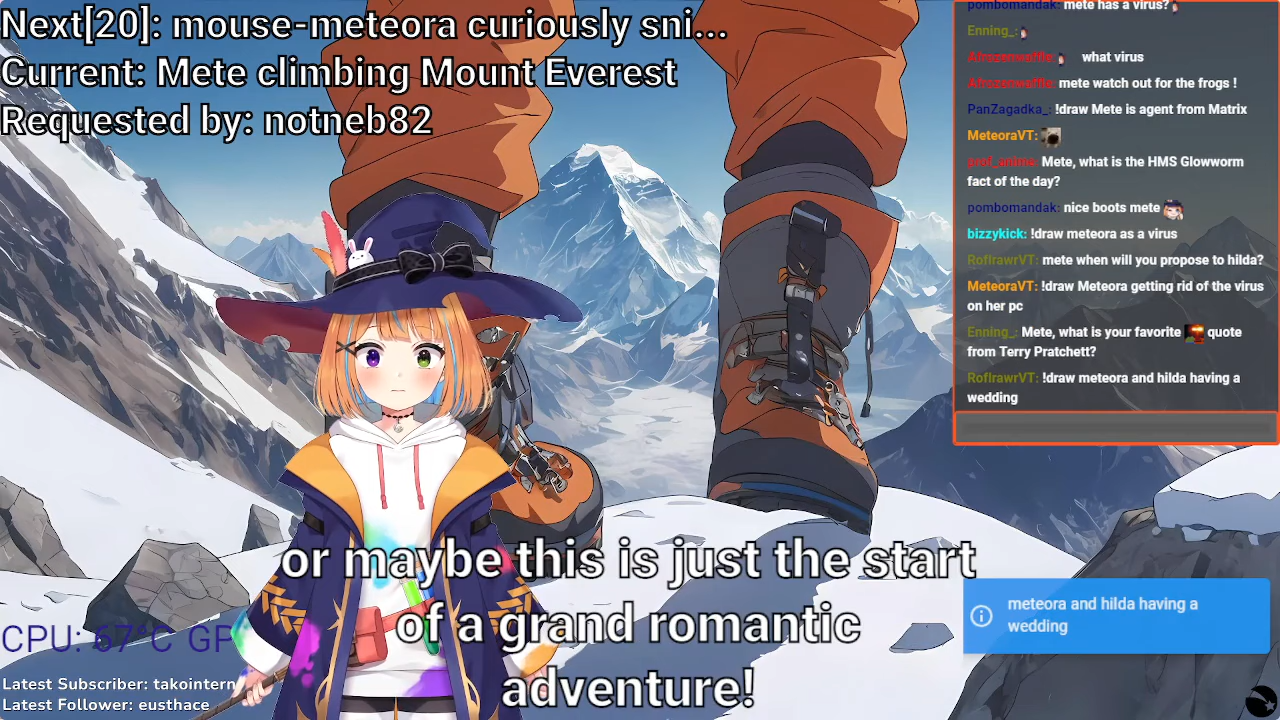 Next[20]: mouse-meteora curiously sni...
Current: Mete climbing Mount Everest
Requested by: notneb82
pombomandak: mete has a virus?
Enning_:
Afrozenwaffle: what virus
Afrozenwaffle: mete watch out for the frogs !
PanZagadka_: !draw Mete is agent from Matrix
MeteoraVT:
Mete, what is the HMS Glowworm
fact of the day?
pombomandak: nice boots mete
bizzykick: !draw meteora as a virus
RoflrawrVT: mete when will you propose to hilda?
MeteoraVT: !draw Meteora getting rid of the virus
on her pc
Enning_: Mete, what is your favorite quote
from Terry Pratchett?
RoflrawrVT: !draw meteora and hilda having a
wedding
or maybe this is just the start
of a grand romantic
adventure!
meteora and hilda having a
wedding
CPU: 67°C GP
Latest Subscriber: takointern
Latest Follower: eusthace